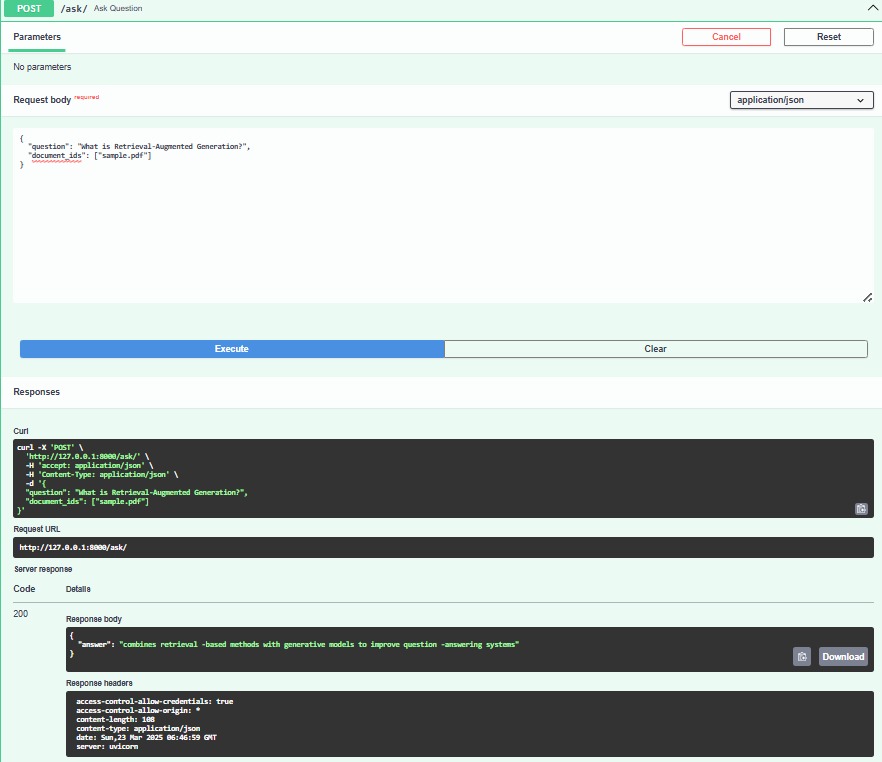 POST /ask/ Ask Question
Parameters
Cancel
Reset
No parameters
Request body required
application/json
{
"question": "What is Retrieval-Augmented Generation?",
"document_ids": ["sample.pdf"]
}
Execute
Clear
Responses
Curl
curl -X 'POST' \
'http://127.0.0.1:8000/ask/' \
-H 'accept: application/json' \
-H 'Content-Type: application/json' \
-d '{
"question": "What is Retrieval-Augmented Generation?",
"document_ids": ["sample.pdf"]
}'
Request URL
http://127.0.0.1:8000/ask/
Server response
Code Details
200
Response body
{
"answer": "combines retrieval -based methods with generative models to improve question -answering systems"
}
Download
Response headers
access-control-allow-credentials: true
access-control-allow-origin: *
content-length: 108
content-type: application/json
date: Sun,23 Mar 2025 06:46:59 GMT
server: uvicorn